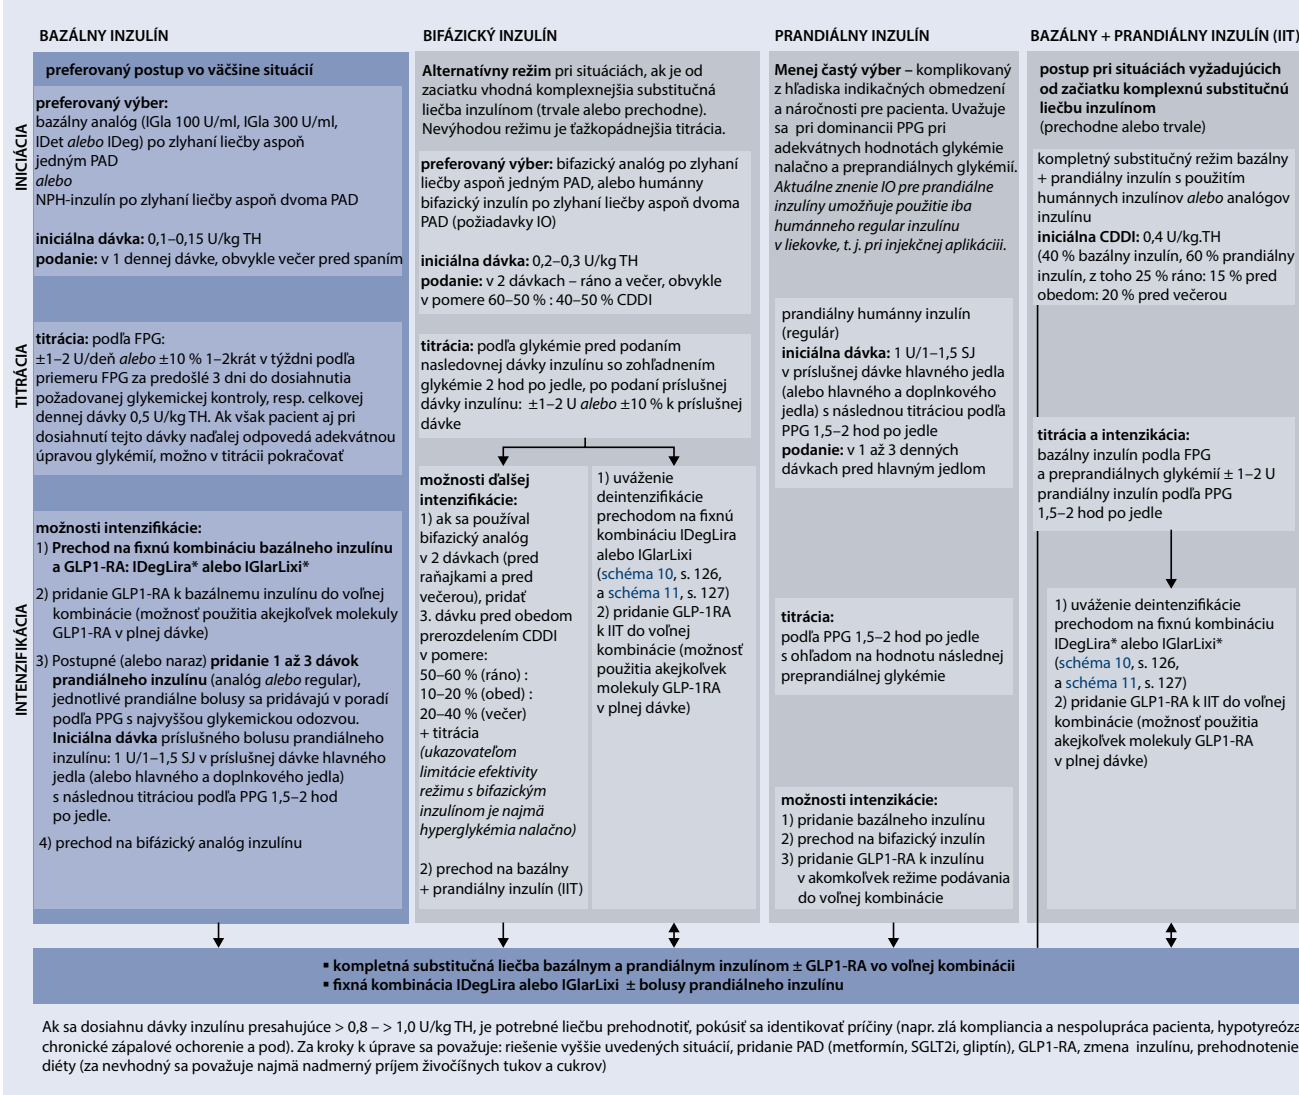 BAZÁLNY INZULÍN
preferovaný postup vo väčšine situácií
INICIÁCIA
preferovaný výber:
bazálny analóg (IGla 100 U/ml, IGla 300 U/ml,
IDet alebo IDeg) po zlyhaní liečby aspoň
jedným PAD
alebo
NPH-inzulín po zlyhaní liečby aspoň dvoma PAD
iniciálna dávka: 0,1–0,15 U/kg TH
podanie: v 1 dennej dávke, obvykle večer pred spaním
TITRÁCIA
titrácia: podľa FPG:
±1–2 U/deň alebo ±10 % 1–2krát v týždni podľa
priemeru FPG za predošlé 3 dni do dosiahnutia
požadovanej glykemickej kontroly, resp. celkovej
dennej dávky 0,5 U/kg TH. Ak však pacient aj pri
dosiahnutí tejto dávky naďalej odpovedá adekvátnou
úpravou glykémií, možno v titrácii pokračovať
INTENZIFIKÁCIA
možnosti intenzifikácie:
1) Prechod na fixnú kombináciu bazálneho inzulínu
a GLP1-RA: IDegLira* alebo IGlarLixi*
2) pridanie GLP1-RA k bazálnemu inzulínu do voľnej
kombinácie (možnosť použitia akejkoľvek molekuly
GLP1-RA v plnej dávke)
3) Postupné (alebo naraz) pridanie 1 až 3 dávok
prandiálneho inzulínu (analóg alebo regular),
jednotlivé prandiálne bolusy sa pridávajú v poradí
podľa PPG s najvyššou glykemickou odozvou.
Iniciálna dávka príslušného bolusu prandiálneho
inzulínu: 1 U/1–1,5 SJ v príslušnej dávke hlavného
jedla (alebo hlavného a doplnkového jedla)
s následnou titráciou podľa PPG 1,5–2 hod
po jedle.
4) prechod na bifázický analóg inzulínu
BIFÁZICKÝ INZULÍN
Alternatívny režim pri situáciách, ak je od
zaciatku vhodná komplexnejšia substitučná
liečba inzulínom (trvale alebo prechodne).
Nevýhodou režimu je ťažkopádnejšia titrácia.
preferovaný výber: bifazický analóg po zlyhaní
liečby aspoň jedným PAD, alebo humánny
bifazický inzulín po zlyhaní liečby aspoň dvoma
PAD (požiadavky IO)
iniciálna dávka: 0,2–0,3 U/kg TH
podanie: v 2 dávkach – ráno a večer, obvykle
v pomere 60–50 % : 40–50 % CDDI
titrácia: podľa glykémie pred podaním
nasledovnej dávky inzulínu so zohľadnením
glykémie 2 hod po jedle, po podaní príslušnej
dávky inzulínu: ±1–2 U alebo ±10 % k príslušnej
dávke
možnosti ďalšej
intenzifikácie:
1) ak sa používal
bifazický analóg
v 2 dávkach (pred
raňajkami a pred
večerou), pridať
3. dávku pred obedom
prerozdelením CDDI
v pomere:
50–60 % (ráno) :
10–20 % (obed) :
20–40 % (večer)
+ titrácia
(ukazovateľom
limitácie efektivity
režimu s bifazickým
inzulínom je najmä
hyperglykémia nalačno)
2) prechod na bazálny
+ prandiálny inzulín (IIT)
1) uváženie
deintenzifikácie
prechodom na fixnú
kombináciu IDegLira
alebo IGlarLixi
(schéma 10, s. 126,
a schéma 11, s. 127)
2) pridanie GLP-1RA
k IIT do voľnej
kombinácie (možnosť
použitia akejkoľvek
molekuly GLP-1RA
v plnej dávke)
PRANDIÁLNY INZULÍN
Menej častý výber – komplikovaný
z hľadiska indikačných obmedzení
a náročnosti pre pacienta. Uvažuje
sa pri dominancii PPG pri
adekvátnych hodnotách glykémie
nalačno a preprandiálnych glykémií.
Aktuálne znenie IO pre prandiálne
inzulíny umožňuje použitie iba
humánneho regular inzulínu
v liekovke, t. j. pri injekčnej aplikáciii.
prandiálny humánny inzulín
(regulár)
iniciálna dávka: 1 U/1–1,5 SJ
v príslušnej dávke hlavného jedla
(alebo hlavného a doplnkového
jedla) s následnou titráciou podľa
PPG 1,5–2 hod po jedle
podanie: v 1 až 3 denných
dávkach pred hlavným jedlom
titrácia:
podľa PPG 1,5–2 hod po jedle
s ohľadom na hodnotu následnej
preprandiálnej glykémie
možnosti intenzikácie:
1) pridanie bazálneho inzulínu
2) prechod na bifazický inzulín
3) pridanie GLP1-RA k inzulínu
v akomkoľvek režime podávania
do voľnej kombinácie
BAZÁLNY + PRANDIÁLNY INZULÍN (IIT)
postup pri situáciách vyžadujúcich
od začiatku komplexnú substitučnú
liečbu inzulínom
(prechodne alebo trvale)
kompletný substitučný režim bazálny
+ prandiálny inzulín s použitím
humánnych inzulínov alebo analógov
inzulínu
iniciálna CDDI: 0,4 U/kg.TH
(40 % bazálny inzulín, 60 % prandiálny
inzulín, z toho 25 % ráno: 15 % pred
obedom: 20 % pred večerou
titrácia a intenzikácia:
bazálny inzulín podla FPG
a preprandiálnych glykémií ± 1–2 U
prandiálny inzulín podľa PPG
1,5–2 hod po jedle
1) uváženie deintenzifikácie
prechodom na fixnú kombináciu
IDegLira* alebo IGlarLixi*
(schéma 10, s. 126,
a schéma 11, s. 127)
2) pridanie GLP1-RA k IIT do voľnej
kombinácie (možnosť použitia
akejkoľvek molekuly GLP1-RA
v plnej dávke)
▪ kompletná substitučná liečba bazálnym a prandiálnym inzulínom ± GLP1-RA vo voľnej kombinácii
▪ fixná kombinácia IDegLira alebo IGlarLixi ± bolusy prandiálneho inzulínu
Ak sa dosiahnu dávky inzulínu presahujúce > 0,8 – > 1,0 U/kg TH, je potrebné liečbu prehodnotiť, pokúsiť sa identikovať príčiny (napr. zlá kompliancia a nespolupráca pacienta, hypotyreóza
chronické zápalové ochorenie a pod). Za kroky k úprave sa považuje: riešenie vyššie uvedených situácií, pridanie PAD (metformín, SGLT2i, gliptín), GLP1-RA, zmena inzulínu, prehodnotenie
diéty (za nevhodný sa považuje najmä nadmerný príjem živočíšnych tukov a cukrov)